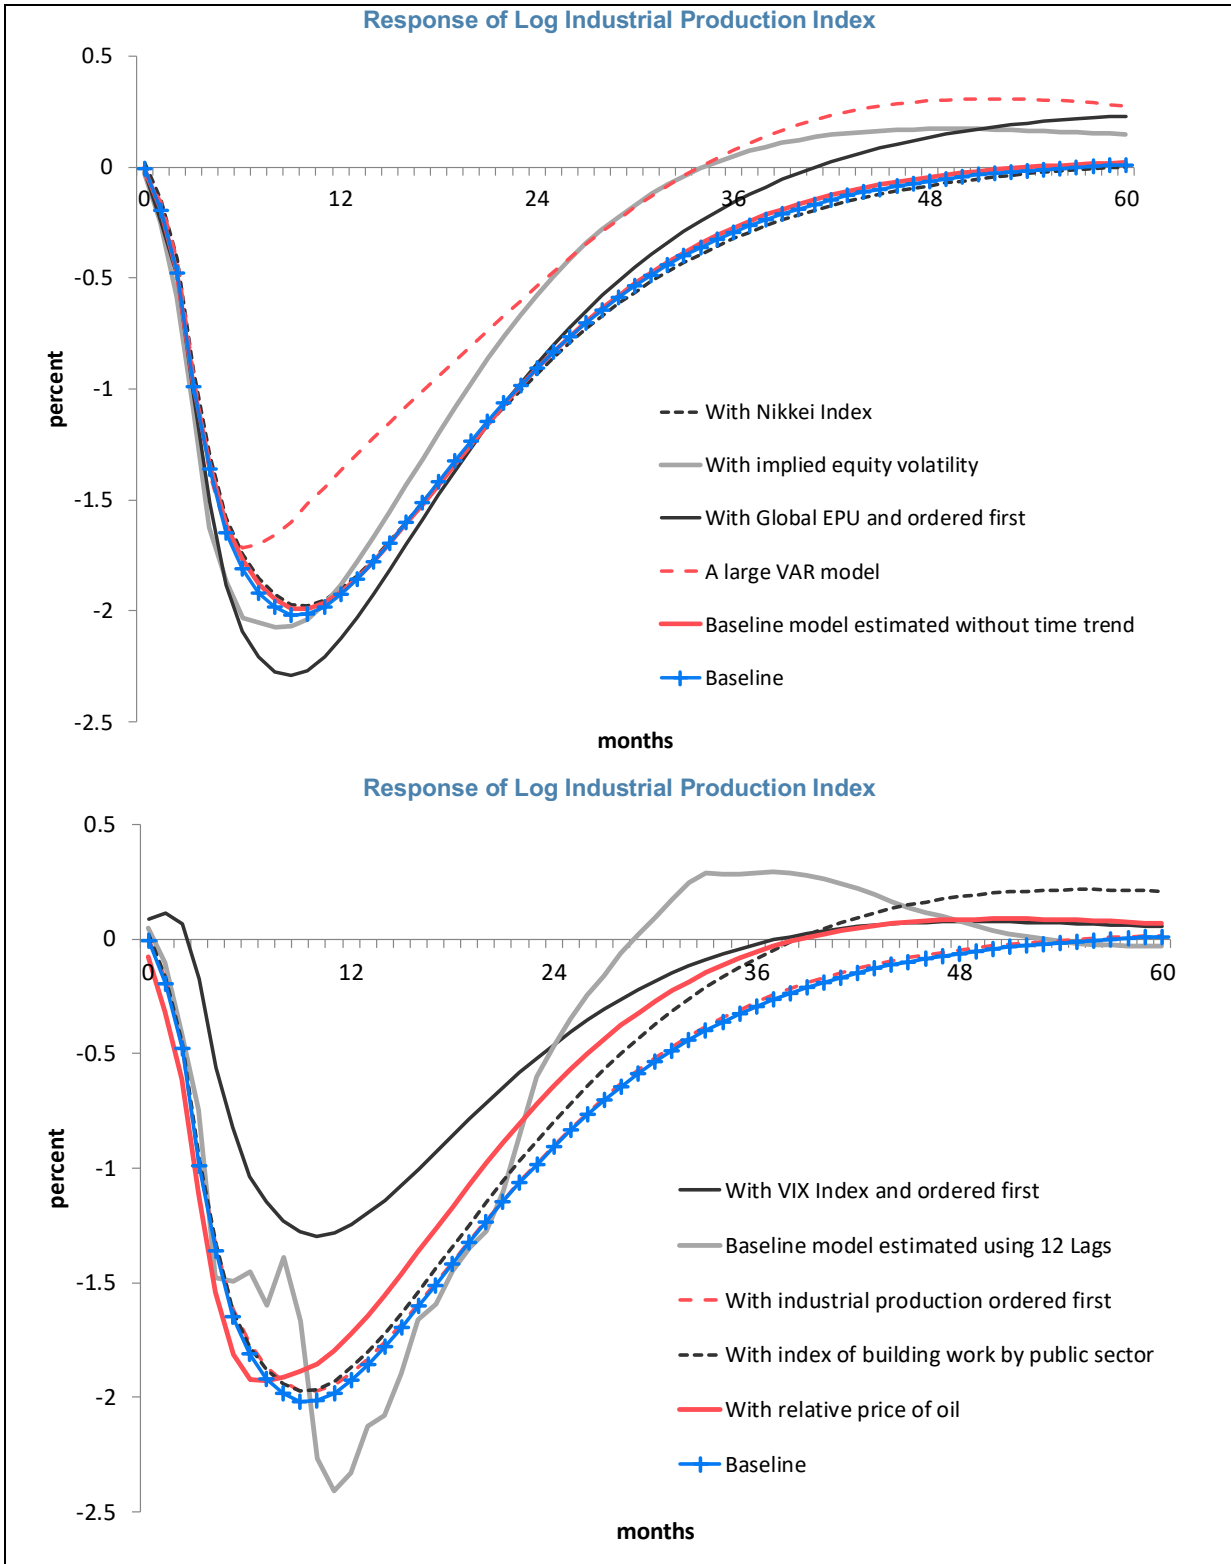 Response of Log Industrial Production Index
0.5
0
-0.5
-1
-1.5
-2
-2.5
0
12
24
36
48
60
percent
With Nikkei Index
With implied equity volatility
With Global EPU and ordered first
A large VAR model
Baseline model estimated without time trend
Baseline
months
Response of Log Industrial Production Index
0.5
0
-0.5
-1
-1.5
-2
-2.5
0
12
24
36
48
60
percent
With VIX Index and ordered first
Baseline model estimated using 12 Lags
With industrial production ordered first
With index of building work by public sector
With relative price of oil
Baseline
months